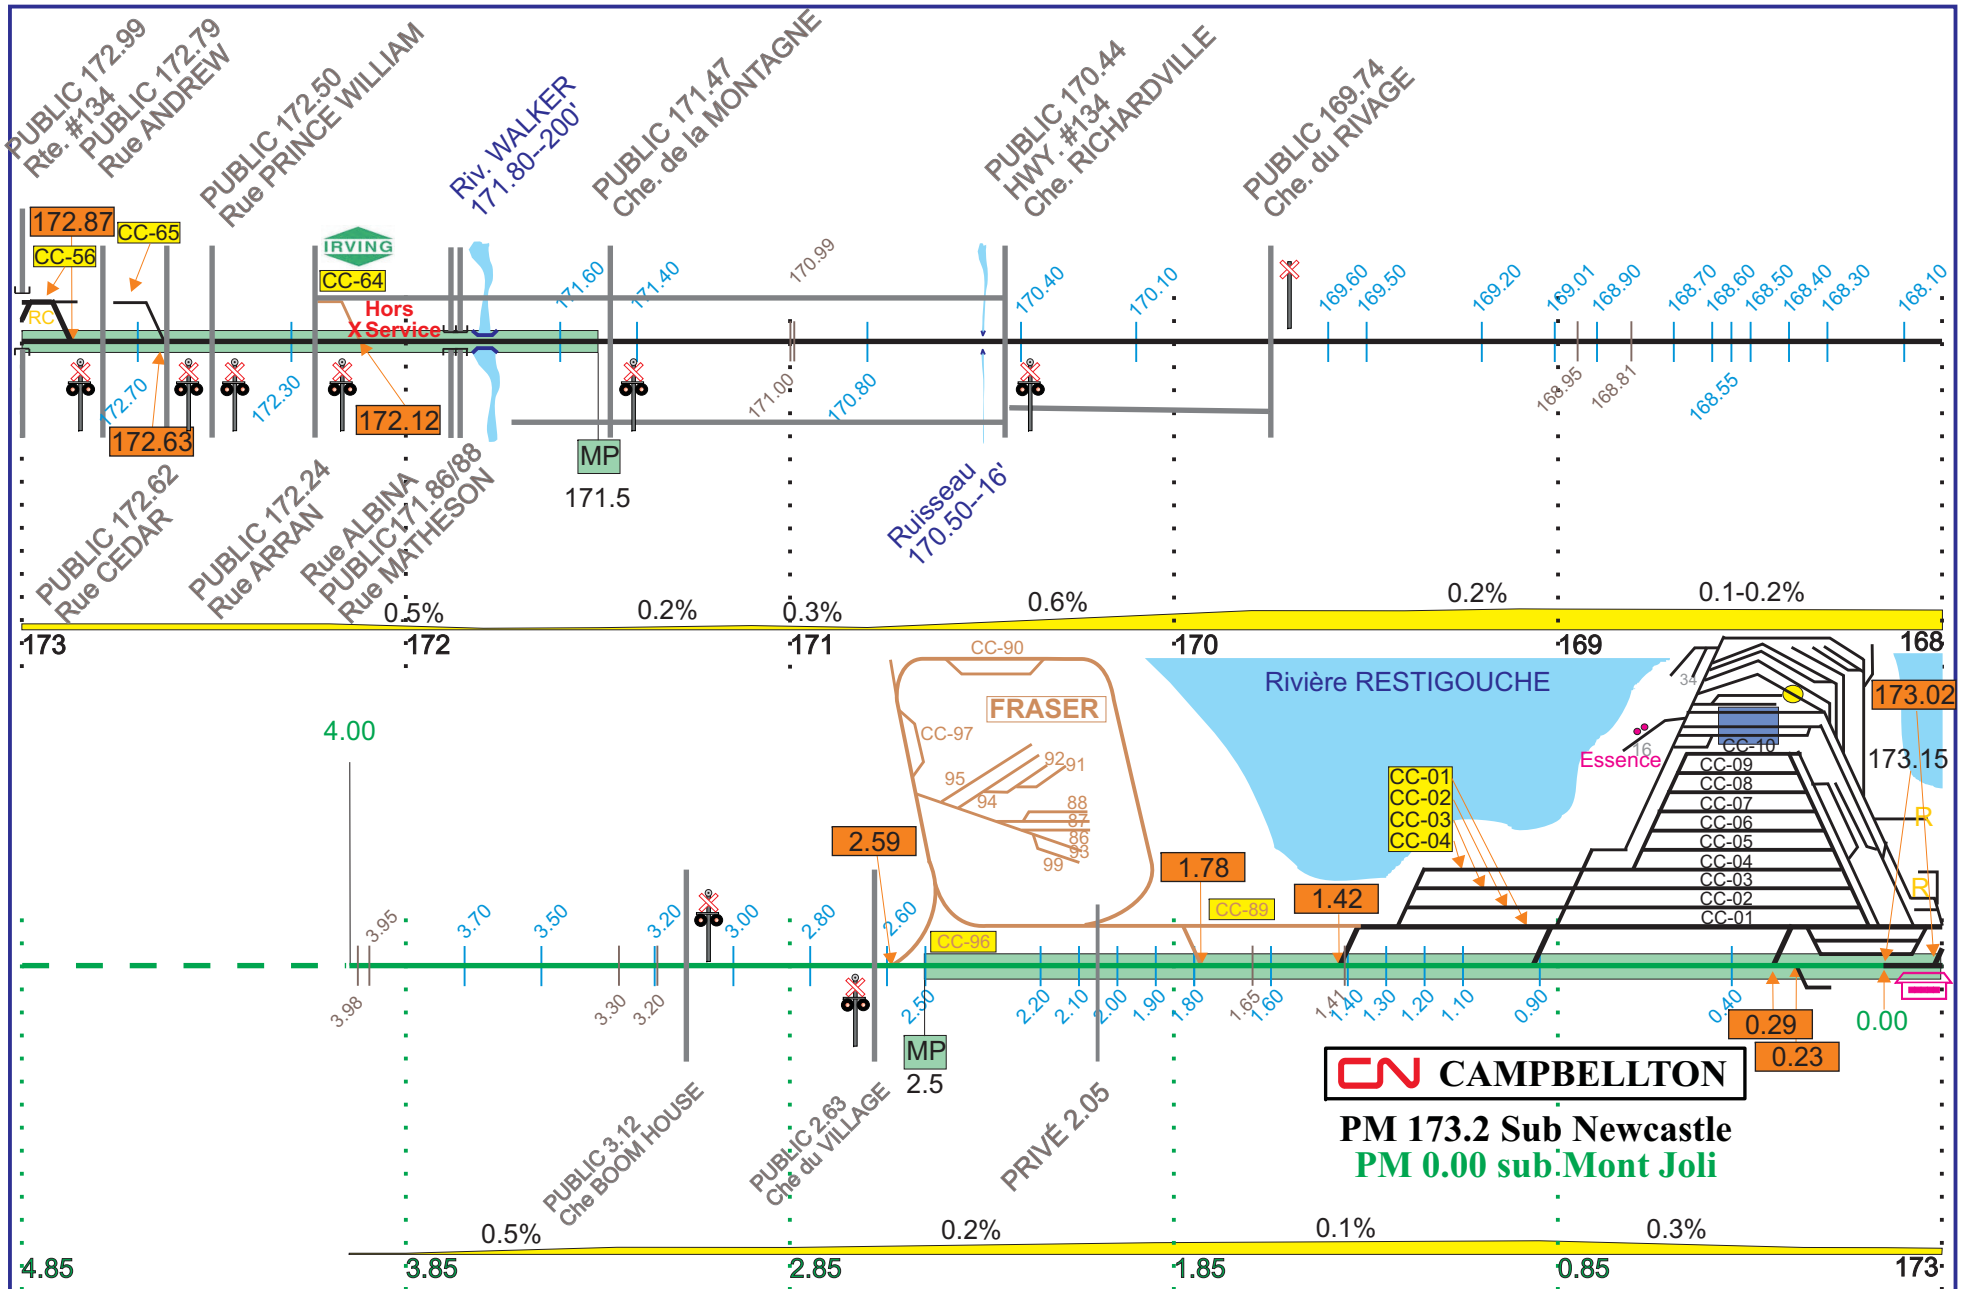 PUBLIC 172.99
Rte. #134
PUBLIC 172.79
Rue ANDREW
PUBLIC 172.50
Rue PRINCE WILLIAM
Riv. WALKER
171.80--200'
PUBLIC 171.47
Che. de la MONTAGNE
PUBLIC 170.44
HWY. #134
Che. RICHARDVILLE
PUBLIC 169.74
Che. du RIVAGE
172.87
CC-65
CC-56
IRVING
CC-64
RC
Hors
X Service
171.60
171.40
170.99
170.40
170.10
169.60
169.50
169.20
169.01
168.90
168.70
168.60
168.50
168.40
168.30
168.10
172.70
172.63
172.30
172.12
171.00
170.80
168.95
168.81
168.55
MP
171.5
PUBLIC 172.62
Rue CEDAR
PUBLIC 172.24
Rue ARRAN
Rue ALBINA
PUBLIC171.86/88
Rue MATHESON
Ruisseau
170.50--16'
0.5%
0.2%
0.3%
0.6%
0.2%
0.1-0.2%
173
172
171
170
169
168
4.00
CC-90
FRASER
CC-97
95
92
91
94
88
87
86
93
99
Rivière RESTIGOUCHE
34
16
Essence
173.02
173.15
CC-10
CC-09
CC-08
CC-07
CC-06
CC-05
CC-04
CC-03
CC-02
CC-01
R
R
CC-01
CC-02
CC-03
CC-04
2.59
1.78
1.42
CC-89
CC-96
3.95
3.70
3.50
3.20
3.00
2.80
2.60
3.98
3.30
3.20
2.50
2.20
2.10
2.00
1.90
1.80
1.65
1.60
1.41
1.40
1.30
1.20
1.10
0.90
0.40
0.29
0.23
0.00
MP
2.5
PUBLIC 3.12
Che BOOM HOUSE
PUBLIC 2.63
Che du VILLAGE
PRIVÉ 2.05
CN CAMPBELLTON
PM 173.2 Sub Newcastle
PM 0.00 sub Mont Joli
0.5%
0.2%
0.1%
0.3%
4.85
3.85
2.85
1.85
0.85
173